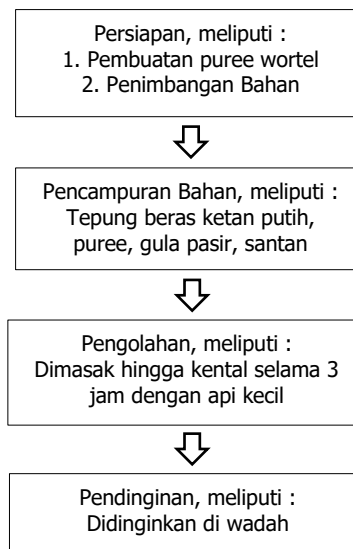 Persiapan, meliputi :
1. Pembuatan puree wortel
2. Penimbangan Bahan
Pencampuran Bahan, meliputi :
Tepung beras ketan putih,
puree, gula pasir, santan
Pengolahan, meliputi :
Dimasak hingga kental selama 3
jam dengan api kecil
Pendinginan, meliputi :
Didinginkan di wadah